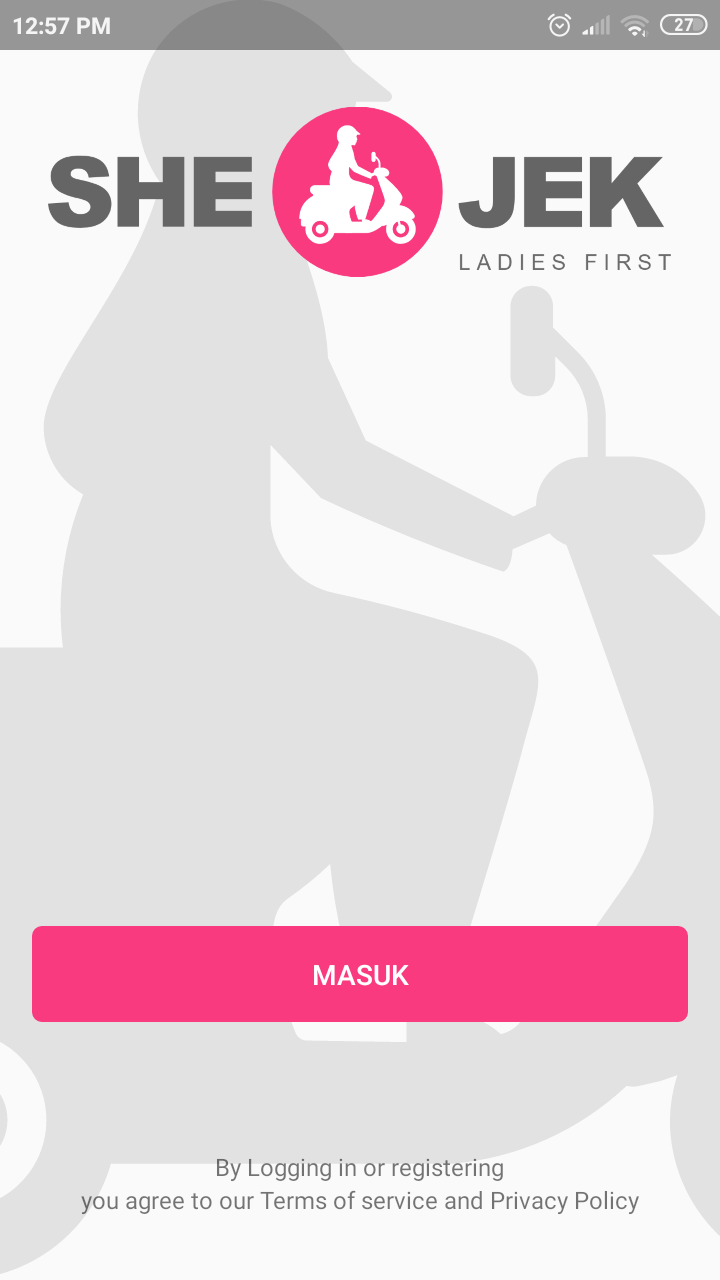 12:57 PM
27
SHE JEK
LADIES FIRST
MASUK
By Logging in or registering
you agree to our Terms of service and Privacy Policy